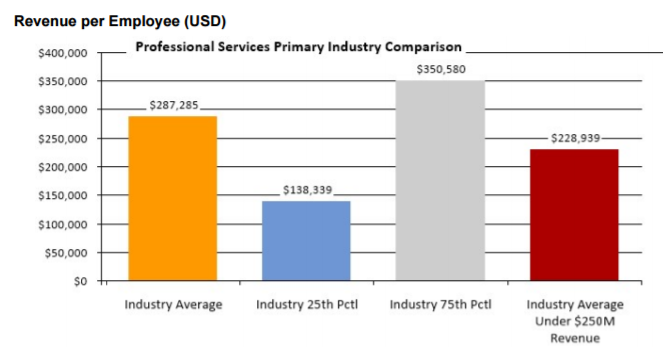 Revenue per Employee (USD)
Professional Services Primary Industry Comparison
$400,000
$350,000
$300,000
$250,000
$200,000
$150,000
$100,000
$50,000
$0
$287,285
$138,339
$350,580
$228,939
Industry Average
Industry 25th Pctl
Industry 75th Pctl
Industry Average
Under $250M
Revenue